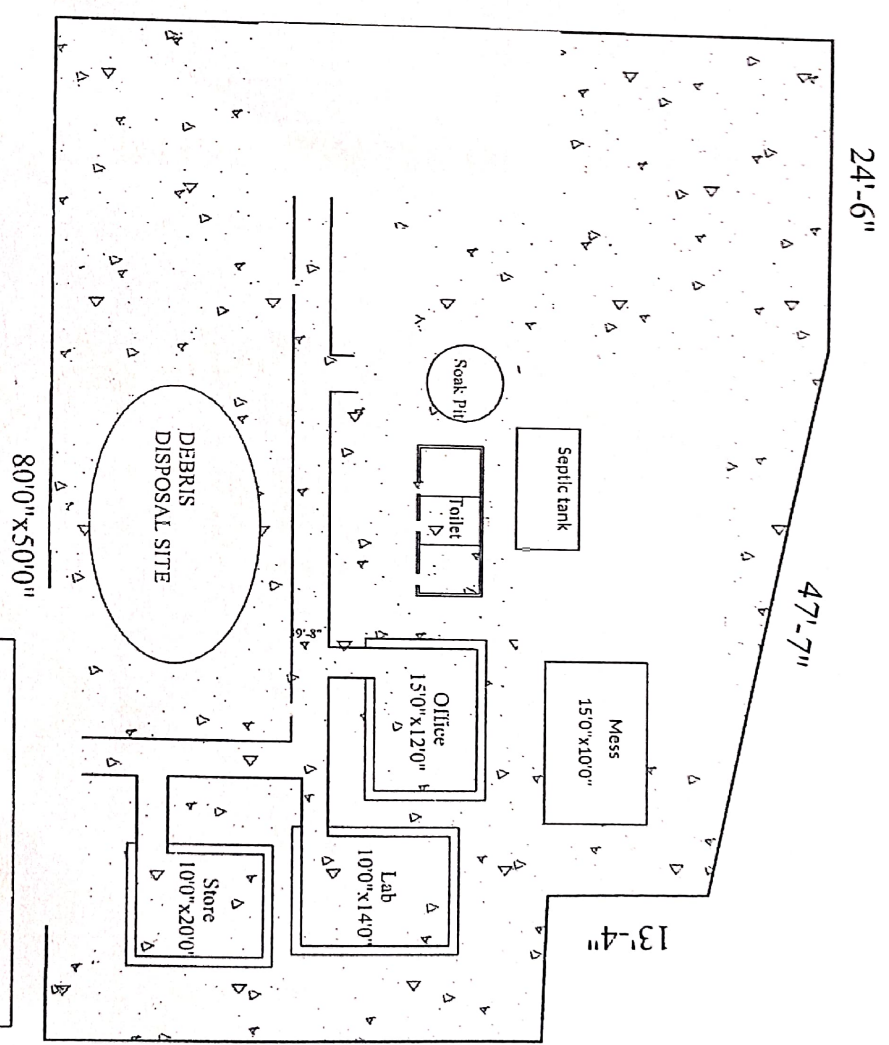 24'-6"
47'-7"
13'-4"
Soak Pit
Septic tank
Toilet
Mess
15'0"x10'0"
Office
15'0"x12'0"
9'-8"
Lab
10'0"x14'0"
Store
10'0"x20'0"
DEBRIS
DISPOSAL SITE
80'0"x50'0"